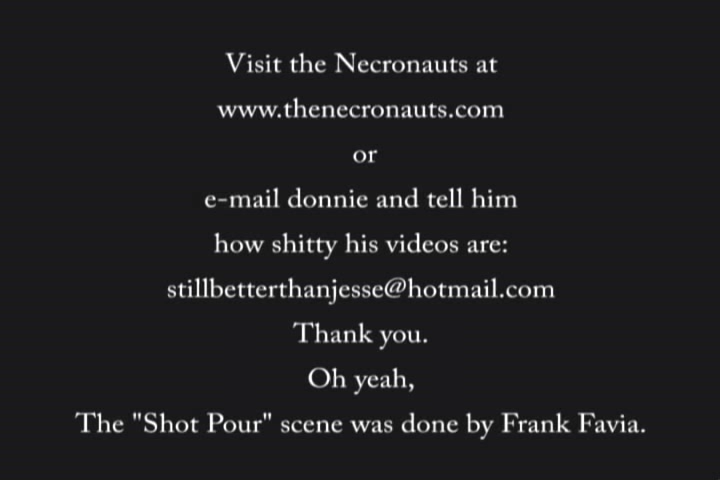 Visit the Necronauts at
www.thenecronauts.com
or
e-mail donnie and tell him
how shitty his videos are:
stillbetterthanjesse@hotmail.com
Thank you.
Oh yeah,
The "Shot Pour" scene was done by Frank Favia.